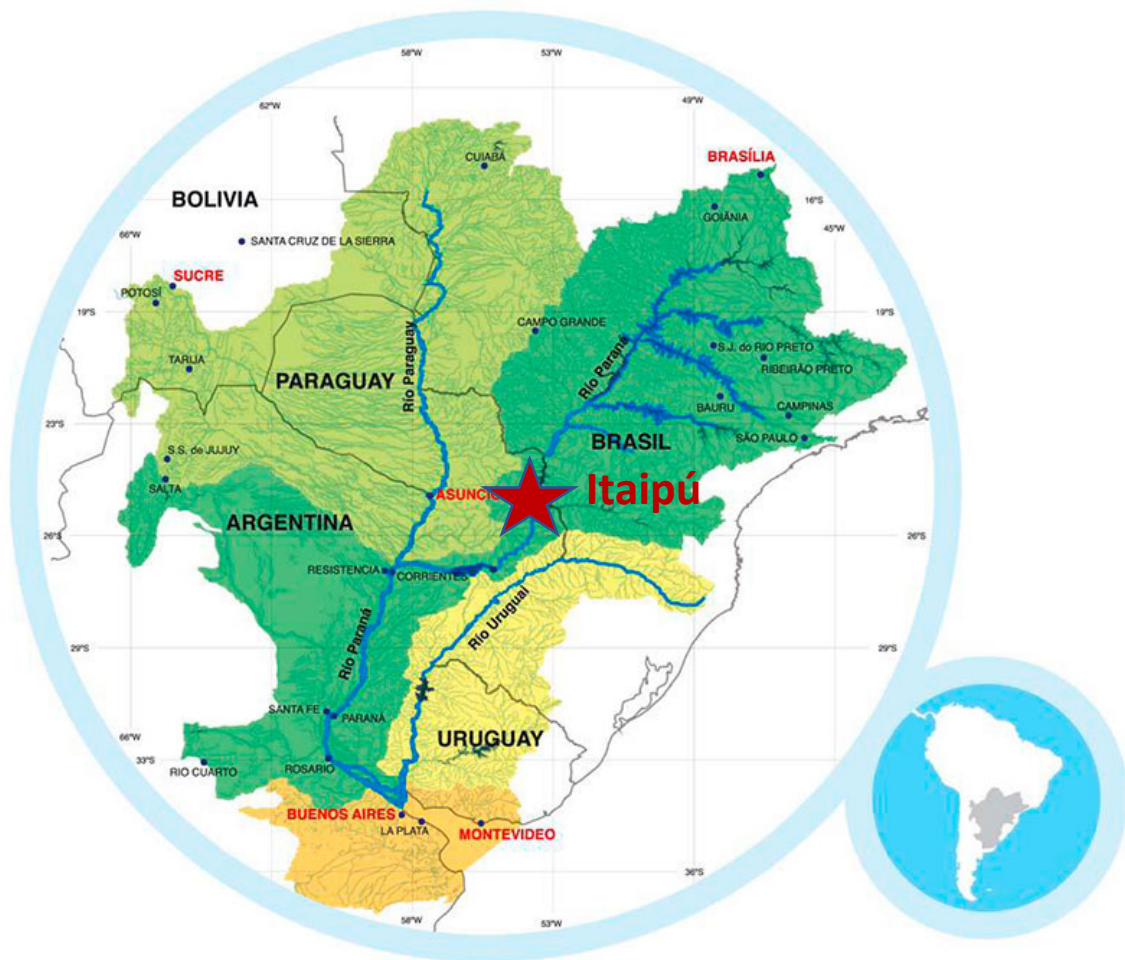 58°W
53°W
62°W
49°W
CUIABÁ
BRASÍLIA
BOLIVIA
16°S
GOIÂNIA
66°W
45°W
SANTA CRUZ DE LA SIERRA
SUCRE
POTOSÍ
19°S
19°S
CAMPO GRANDE
Río Paraguay
Río Paraná
S.J. do RIO PRETO
RIBEIRÃO PRETO
TARIJA
PARAGUAY
BAURU
CAMPINAS
23°S
BRASIL
SÃO PAULO
S.S. de JUJUY
SALTA
ASUNCIÓ
Itaipú
ARGENTINA
26°S
26°S
RESISTENCIA
CORRIENTES
Río Uruguai
Río Paraná
29°S
29°S
SANTA FE
PARANÁ
66°W
URUGUAY
33°S
RIO CUARTO
ROSARIO
BUENOS AIRES
LA PLATA
MONTEVIDEO
36°S
58°W
53°W